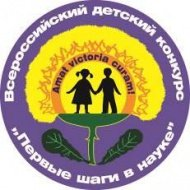 Всероссийский детский конкурс
Amat victoria curam!
„Первые шаги в науке”